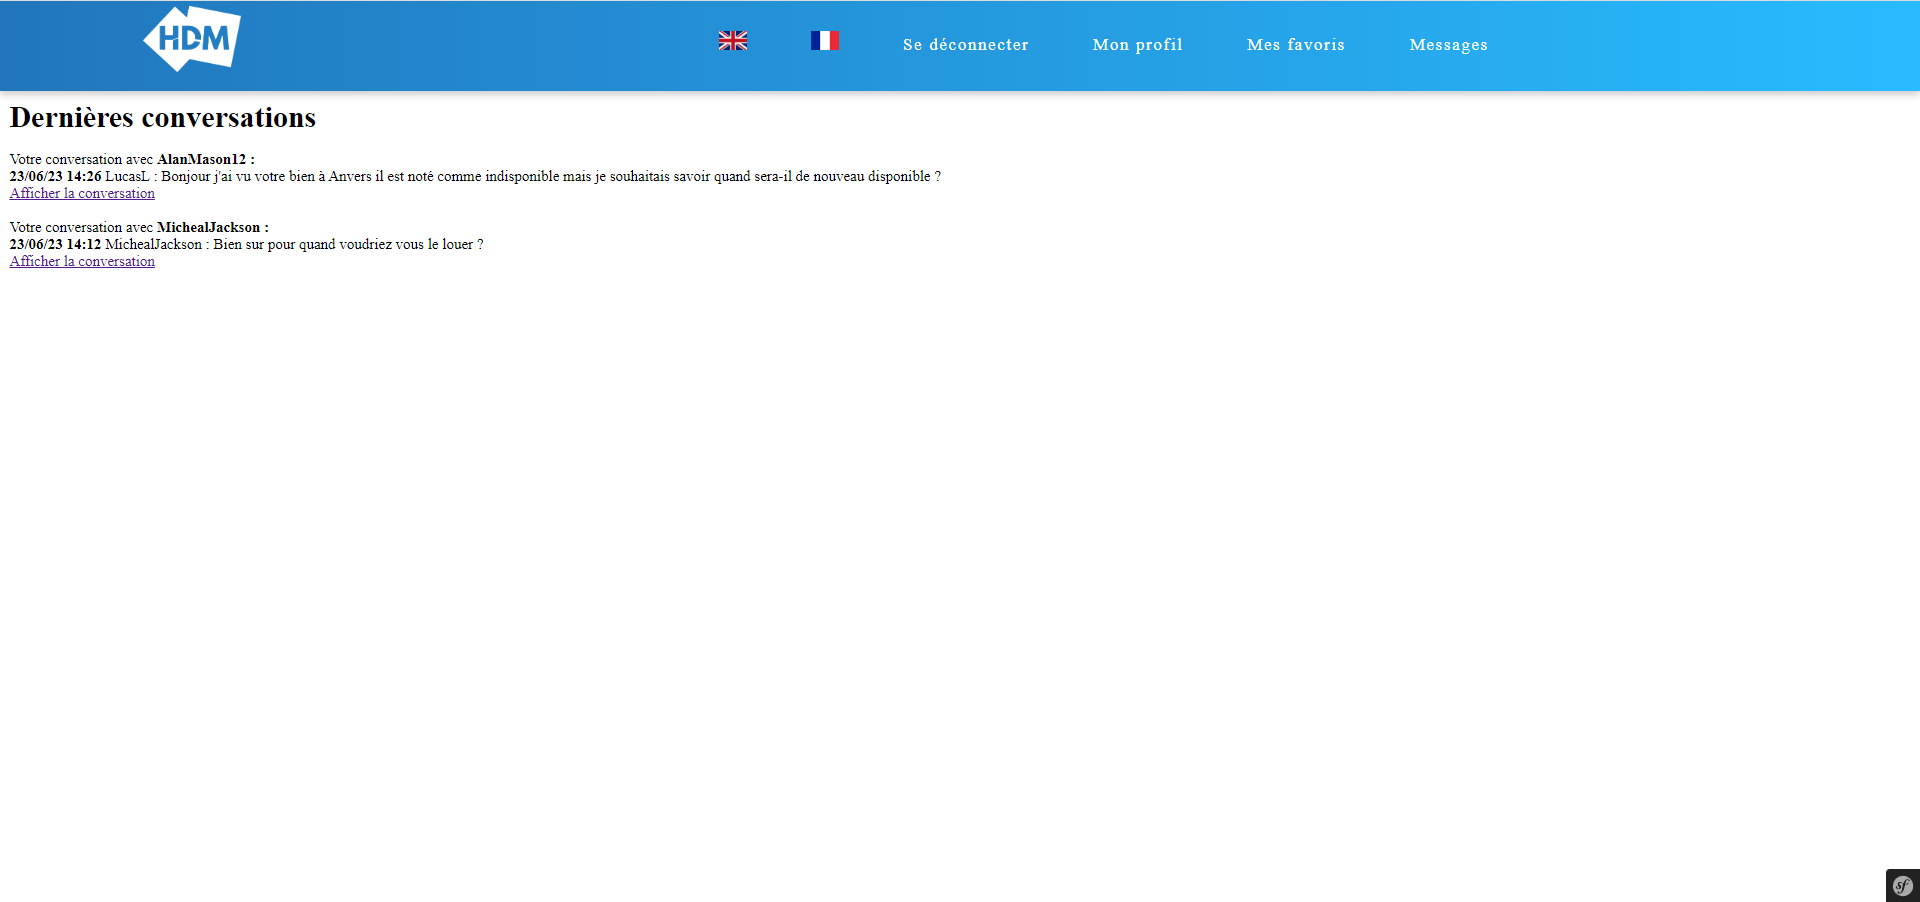 HDM
Se déconnecter Mon profil Mes favoris Messages
Dernières conversations
Votre conversation avec AlanMason12 :
23/06/23 14:26 LucasL : Bonjour j'ai vu votre bien à Anvers il est noté comme indisponible mais je souhaitais savoir quand sera-il de nouveau disponible ?
Afficher la conversation
Votre conversation avec MichealJackson :
23/06/23 14:12 MichealJackson : Bien sur pour quand voudriez vous le louer ?
Afficher la conversation
sf